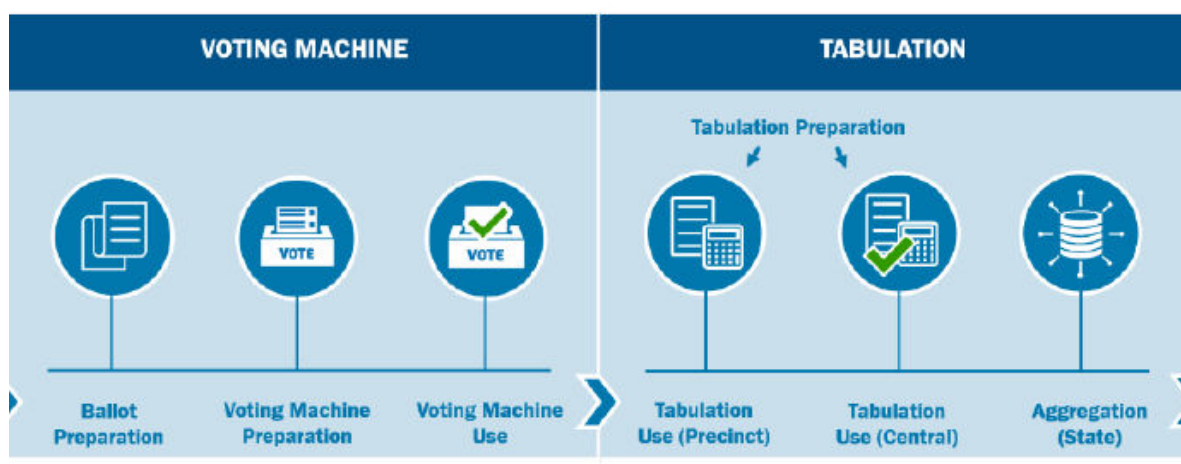 VOTING MACHINE
TABULATION
Tabulation Preparation
VOTE
VOTE
Ballot
Preparation
Voting Machine
Preparation
Voting Machine
Use
Tabulation
Use (Precinct)
Tabulation
Use (Central)
Aggregation
(State)